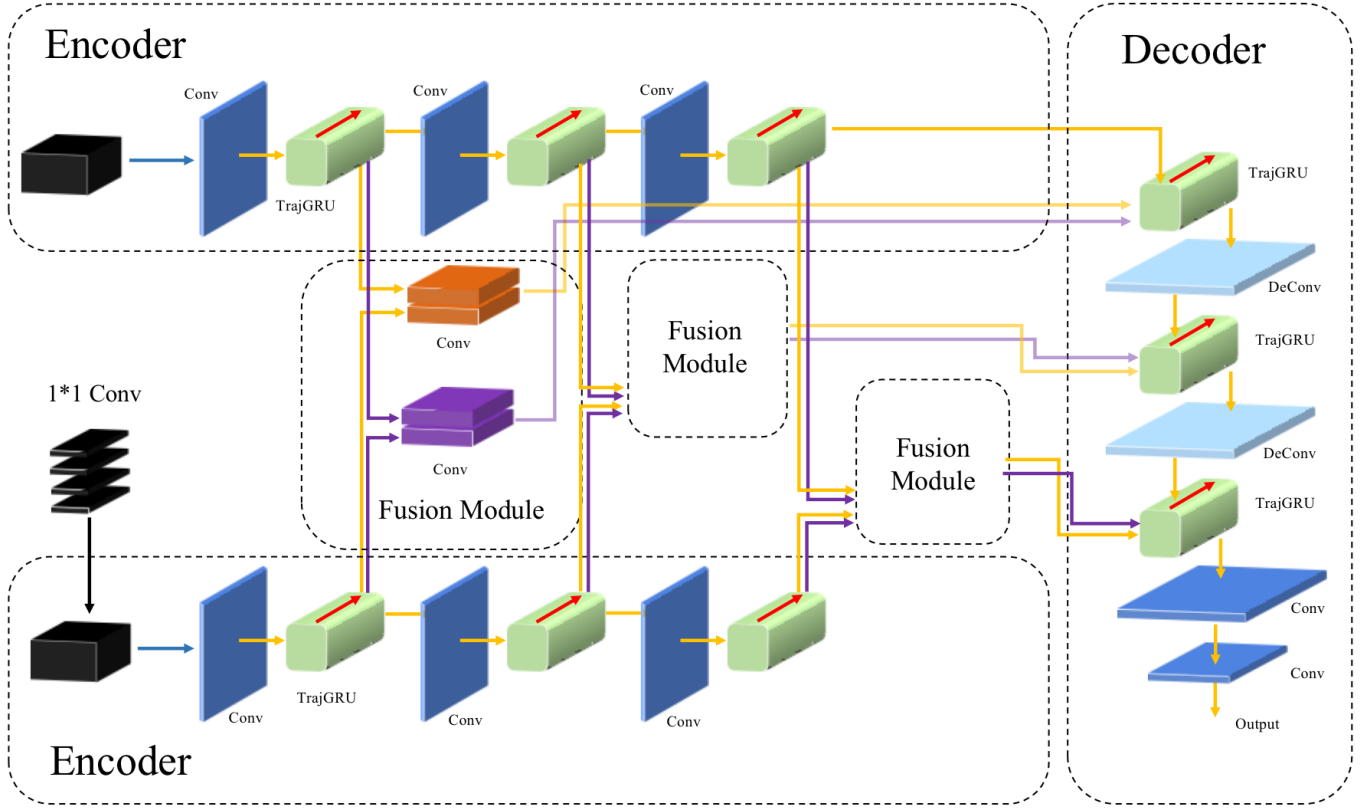 Encoder
Decoder
Conv
Conv
Conv
TrajGRU
TrajGRU
DeConv
Conv
Conv
Fusion Module
Fusion
Module
TrajGRU
1*1 Conv
Fusion
Module
DeConv
TrajGRU
Conv
Conv
Output
TrajGRU
Conv
Conv
Conv
Encoder